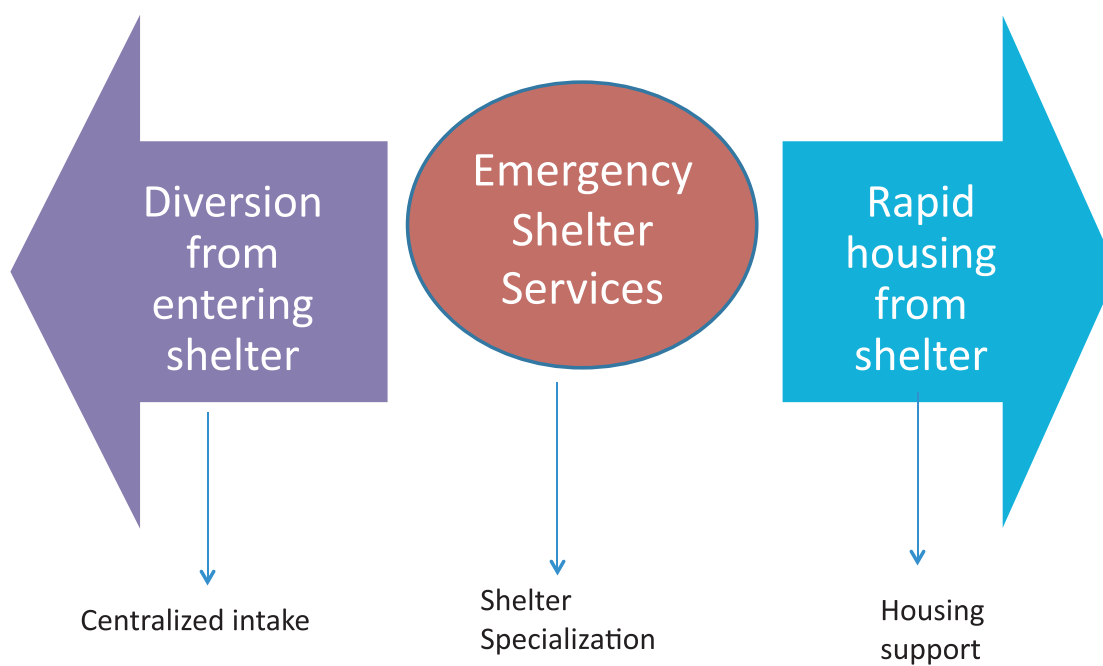 Diversion
from
entering
shelter
Emergency
Shelter
Services
Rapid
housing
from
shelter
Centralized intake
Shelter
Specialization
Housing
support